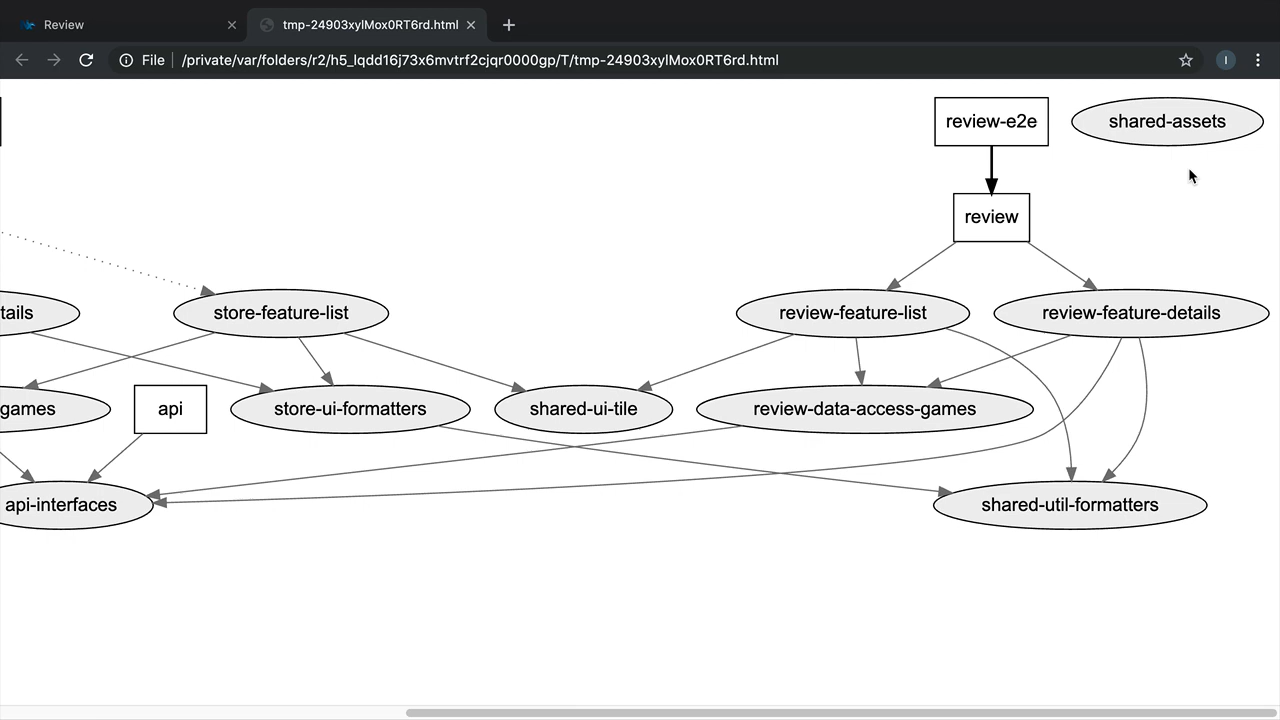 Review
tmp-24903xylMox0RT6rd.html
File
/private/var/folders/r2/h5_lqdd16j73x6mvtrf2cjqr0000gp/T/tmp-24903xylMox0RT6rd.html
I
review-e2e
shared-assets
review
tails
store-feature-list
review-feature-list
review-feature-details
games
api
store-ui-formatters
shared-ui-tile
review-data-access-games
api-interfaces
shared-util-formatters